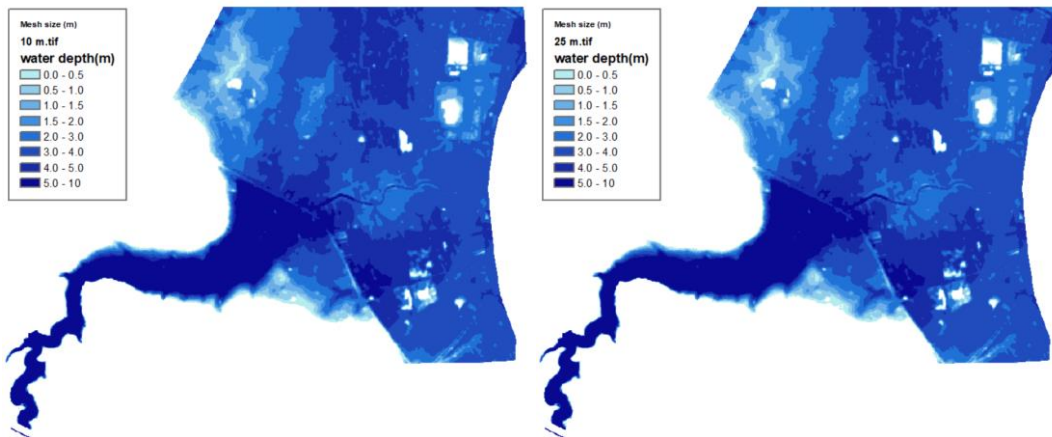 Mesh size (m)
10 m.tif
water depth(m)
0.0 - 0.5
0.5 - 1.0
1.0 - 1.5
1.5 - 2.0
2.0 - 3.0
3.0 - 4.0
4.0 - 5.0
5.0 - 10
Mesh size (m)
25 m.tif
water depth(m)
0.0 - 0.5
0.5 - 1.0
1.0 - 1.5
1.5 - 2.0
2.0 - 3.0
3.0 - 4.0
4.0 - 5.0
5.0 - 10